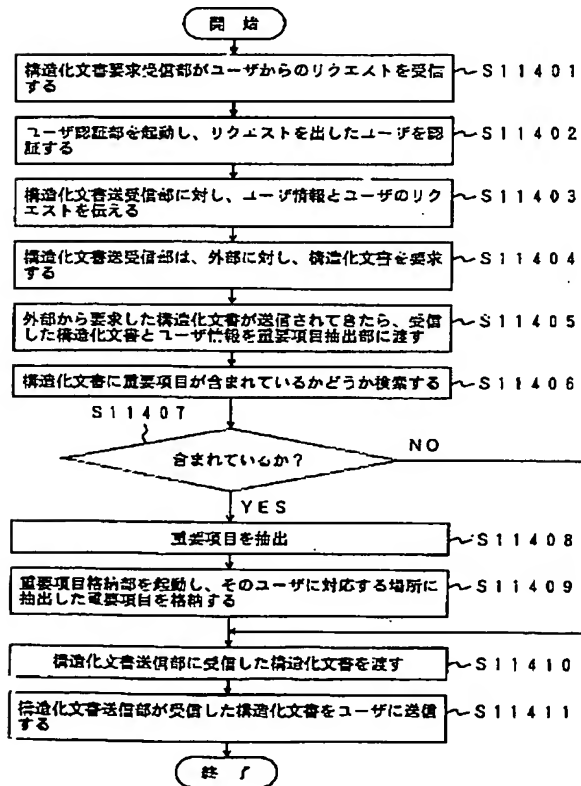 開始
構造化文書要求受信部がユーザからのリクエストを受信
する
S11401
ユーザ認証部を起動し、リクエストを出したユーザを認
証する
S11402
構造化文書送受信部に対し、ユーザ情報とユーザのリク
エストを伝える
S11403
構造化文書送受信部は、外部に対し、構造化文書を要求
する
S11404
外部から要求した構造化文書が送信されてきたら、受信
した構造化文書とユーザ情報を重要項目抽出部に渡す
S11405
構造化文書に重要項目が含まれているかどうか検索する
S11406
S11407
含まれているか?
NO
YES
重要項目を抽出
S11408
重要項目格納部を起動し、そのユーザに対応する場所に
抽出した重要項目を格納する
S11409
構造化文書送信部に受信した構造化文書を渡す
S11410
構造化文書送信部が受信した構造化文書をユーザに送信
する
S11411
終了